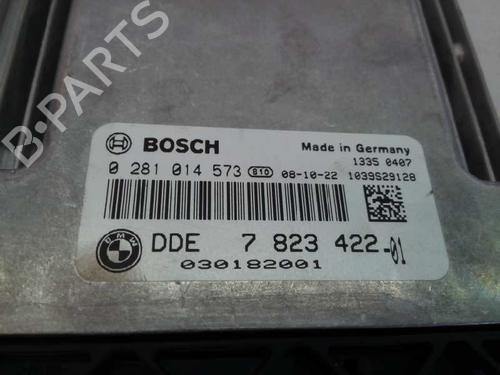 B-PARTS
BOSCH
Made in Germany
1335 0407
0 281 014 573 810 08-10-22 1039S29128
BMW
DDE 7 823 422-01
030182001